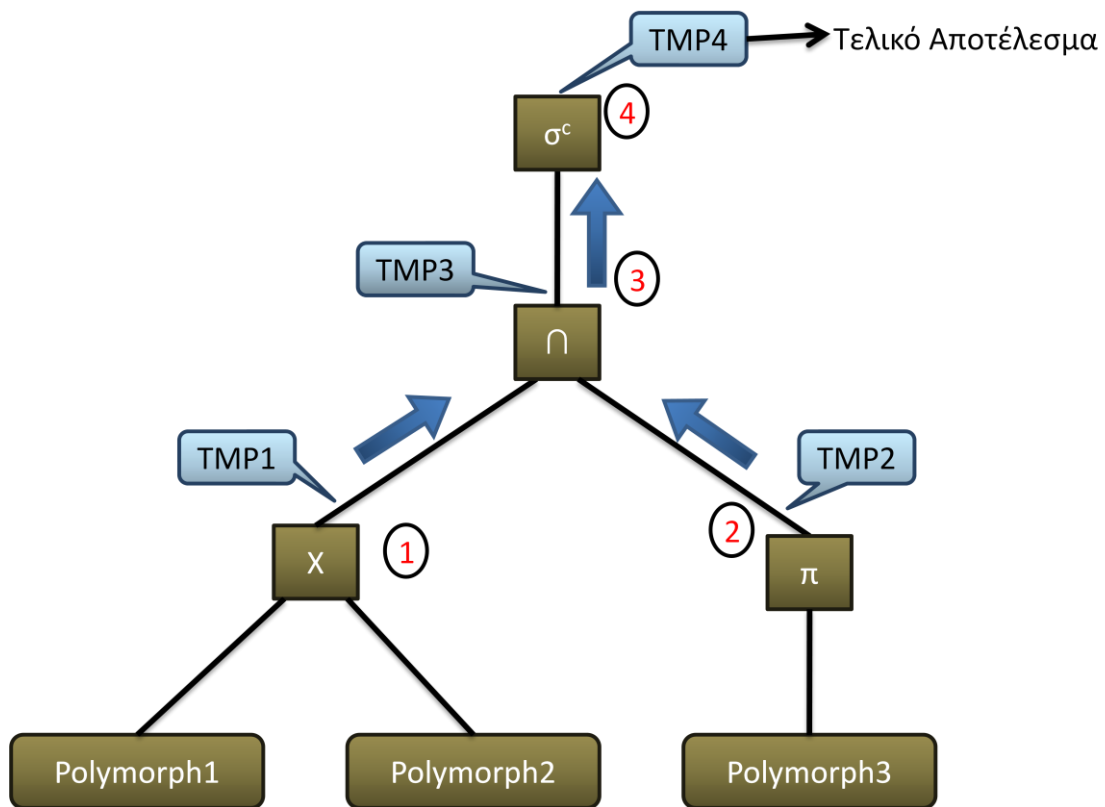 TMP4
Τελικό Αποτέλεσμα
σᶜ
4
TMP3
3
∩
TMP1
TMP2
X
1
2
π
Polymorph1
Polymorph2
Polymorph3